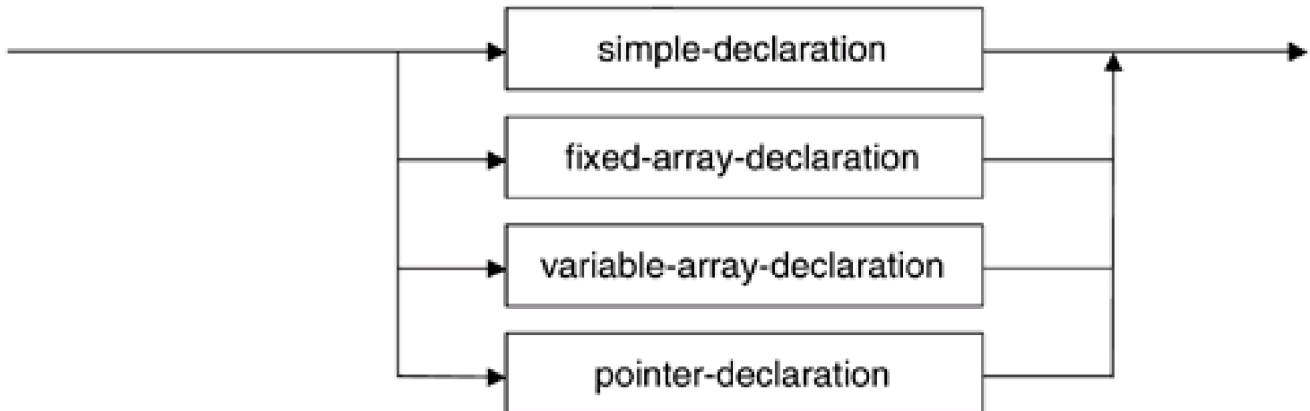 simple-declaration
fixed-array-declaration
variable-array-declaration
pointer-declaration